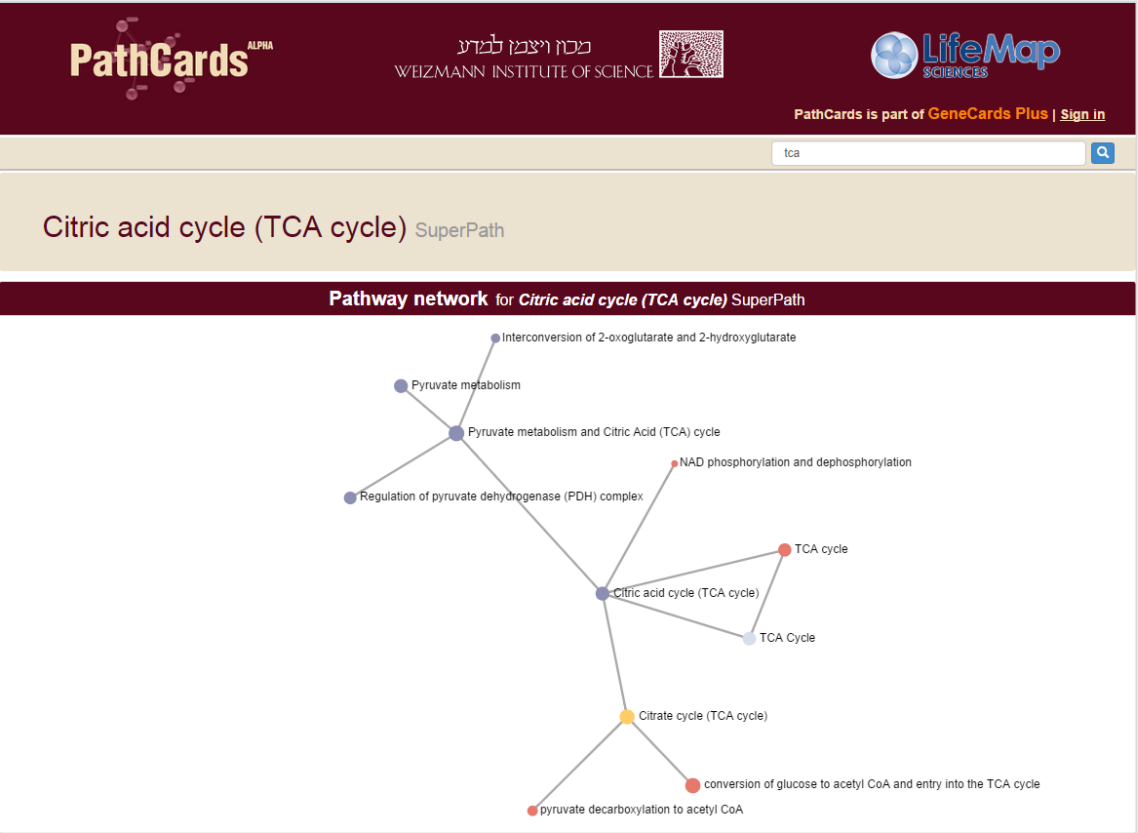 PathCards ALPHA
מכון ויצמן למדע
WEIZMANN INSTITUTE OF SCIENCE
LifeMap
SCIENCES
PathCards is part of GeneCards Plus | Sign in
tca
Citric acid cycle (TCA cycle) SuperPath
Pathway network for Citric acid cycle (TCA cycle) SuperPath
Interconversion of 2-oxoglutarate and 2-hydroxyglutarate
Pyruvate metabolism
Pyruvate metabolism and Citric Acid (TCA) cycle
NAD phosphorylation and dephosphorylation
Regulation of pyruvate dehydrogenase (PDH) complex
TCA cycle
Citric acid cycle (TCA cycle)
TCA Cycle
Citrate cycle (TCA cycle)
conversion of glucose to acetyl CoA and entry into the TCA cycle
pyruvate decarboxylation to acetyl CoA